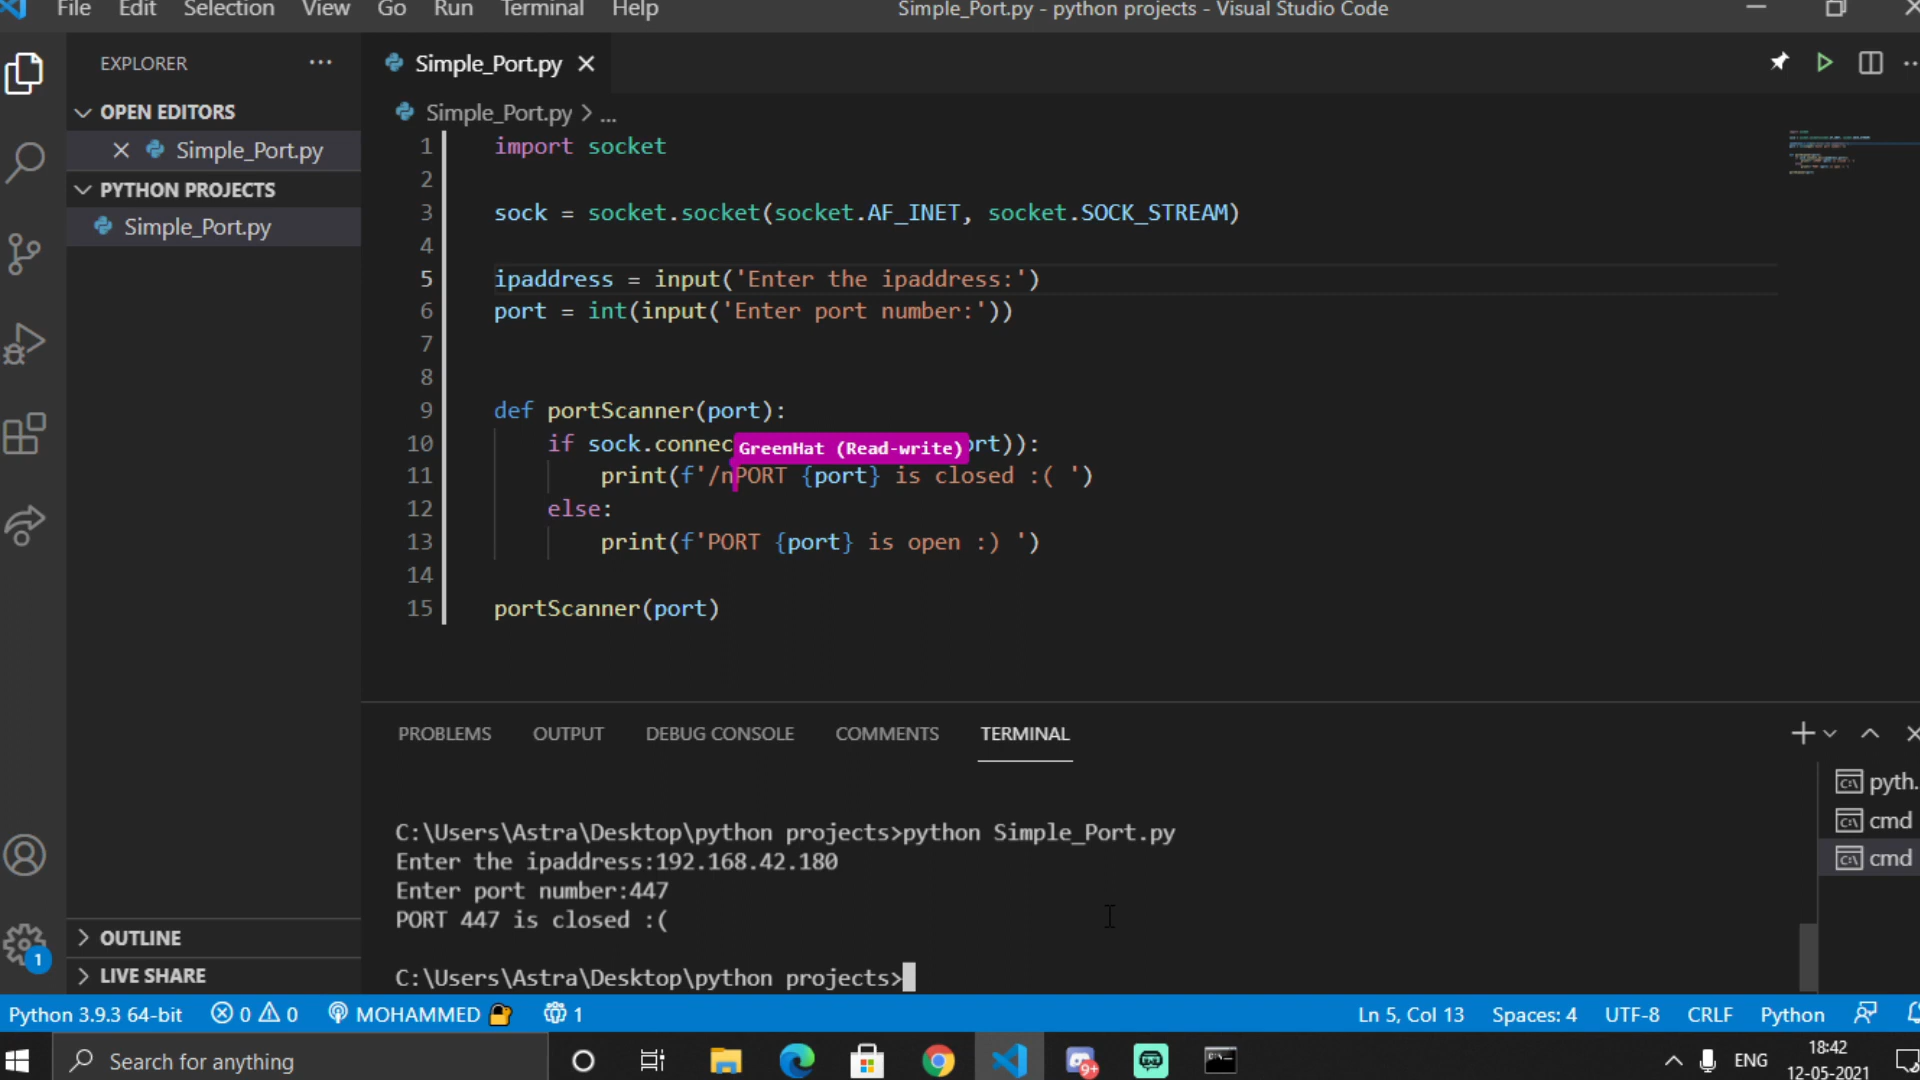 File Edit Selection View Go Run Terminal Help
Simple_Port.py - python projects - Visual Studio Code
EXPLORER
OPEN EDITORS
Simple_Port.py
PYTHON PROJECTS
Simple_Port.py
OUTLINE
LIVE SHARE
Simple_Port.py
Simple_Port.py > ...
1 import socket
2
3 sock = socket.socket(socket.AF_INET, socket.SOCK_STREAM)
4
5 ipaddress = input('Enter the ipaddress:')
6 port = int(input('Enter port number:'))
7
8
9 def portScanner(port):
10 if sock.connec GreenHat (Read-write) ort)):
11 print(f'/nPORT {port} is closed :( ')
12 else:
13 print(f'PORT {port} is open :) ')
14
15 portScanner(port)
PROBLEMS OUTPUT DEBUG CONSOLE COMMENTS TERMINAL
C:\Users\Astra\Desktop\python projects>python Simple_Port.py
Enter the ipaddress:192.168.42.180
Enter port number:447
PORT 447 is closed :(
C:\Users\Astra\Desktop\python projects>
pyth.
cmd
cmd
1
Python 3.9.3 64-bit 0 0 MOHAMMED 1 Ln 5, Col 13 Spaces: 4 UTF-8 CRLF Python
Search for anything
9+
ENG
18:42
12-05-2021